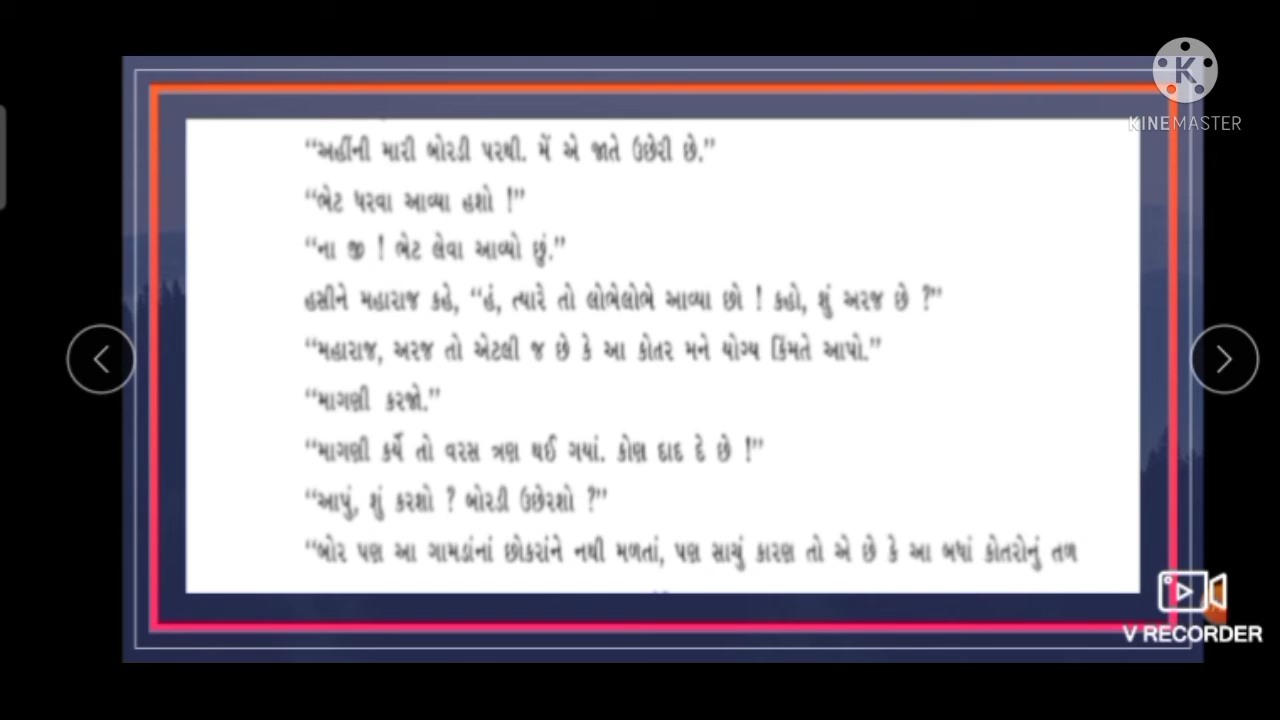 “અહીંની મારી બોરડી પરથી. મેં એ જાતે ઉછેરી છે.”
“ભેટ ધરવા આવ્યા હશો !”
“ના જી ! ભેટ લેવા આવ્યો છું.”
હસીને મહારાજ કહે, “હં, ત્યારે તો લોભેલોભે આવ્યા છો ! કહો, શું અરજ છે ?”
“મહારાજ, અરજ તો એટલી જ છે કે આ કોતર મને યોગ્ય કિંમતે આપો.”
“માગણી કરજો.”
“માગણી કર્યે તો વરસ ત્રણ થઈ ગયાં. કોણ દાદ દે છે !”
“આપું, શું કરશો ? બોરડી ઉછેરશો ?”
“બોર પણ આ ગામડાંનાં છોકરાંને નથી મળતાં, પણ સાચું કારણ તો એ છે કે આ બધાં કોતરોનું તળ
KINEMASTER
V RECORDER